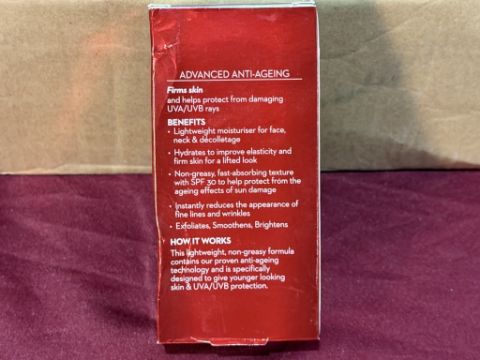 ADVANCED ANTI-AGEING
Firms skin
and helps protect from damaging
UVA/UVB rays
BENEFITS
• Lightweight moisturiser for face,
neck & décolletage
• Hydrates to improve elasticity and
firm skin for a lifted look
• Non-greasy, fast-absorbing texture
with SPF 30 to help protect from the
ageing effects of sun damage
• Instantly reduces the appearance of
fine lines and wrinkles
• Exfoliates, Smoothens, Brightens
HOW IT WORKS
This lightweight, non-greasy formula
contains our proven anti-ageing
technology and is specifically
designed to give younger looking
skin & UVA/UVB protection.